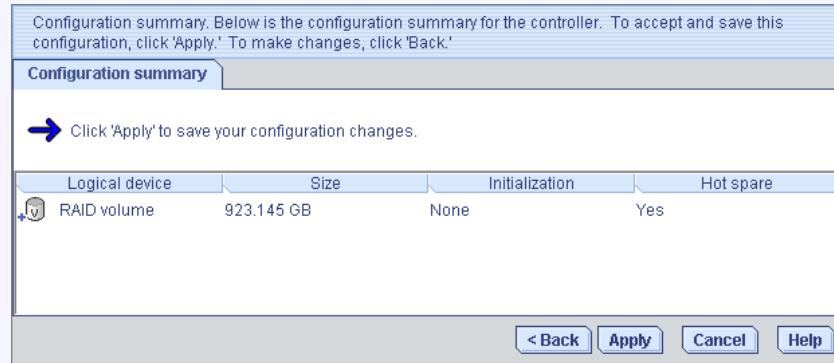 Configuration summary. Below is the configuration summary for the controller. To accept and save this
configuration, click 'Apply.' To make changes, click 'Back.'
Configuration summary
Click 'Apply' to save your configuration changes.
Logical device Size Initialization Hot spare
v RAID volume 923.145 GB None Yes
< Back Apply Cancel Help